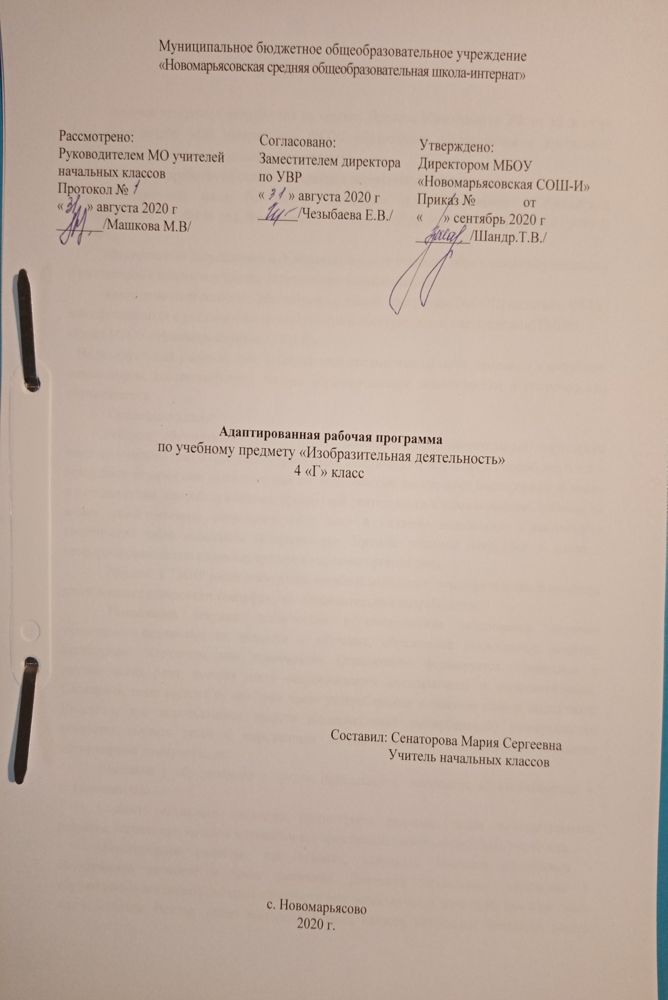 Муниципальное бюджетное общеобразовательное учреждение
«Новомарьясовская средняя общеобразовательная школа-интернат»
Рассмотрено:
Руководителем МО учителей
начальных классов
Протокол № 1
«31» августа 2020 г
/Машкова М.В/
Согласовано:
Заместителем директора
по УВР
«31» августа 2020 г
/Чезыбаева Е.В./
Утверждено:
Директором МБОУ
«Новомарьясовская СОШ-И»
Приказ № от
« » сентябрь 2020 г
/Шандр.Т.В./
Адаптированная рабочая программа
по учебному предмету «Изобразительная деятельность»
4 «Г» класс
Составил: Сенаторова Мария Сергеевна
Учитель начальных классов
с. Новомарьясово
2020 г.